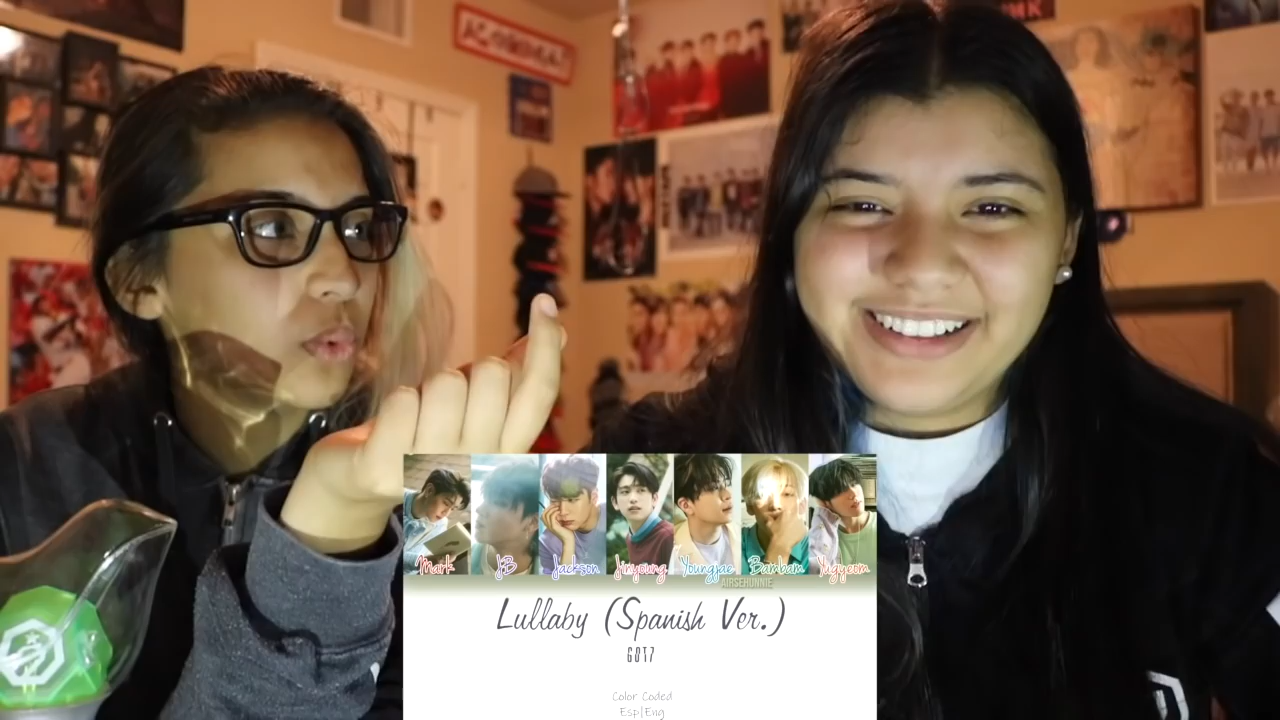 Mark JB Jackson Jinyoung Youngjae Bambam Yugyeom
AIRSEHUNNIE
Lullaby (Spanish Ver.)
GOT7
Color Coded
Esp|Eng